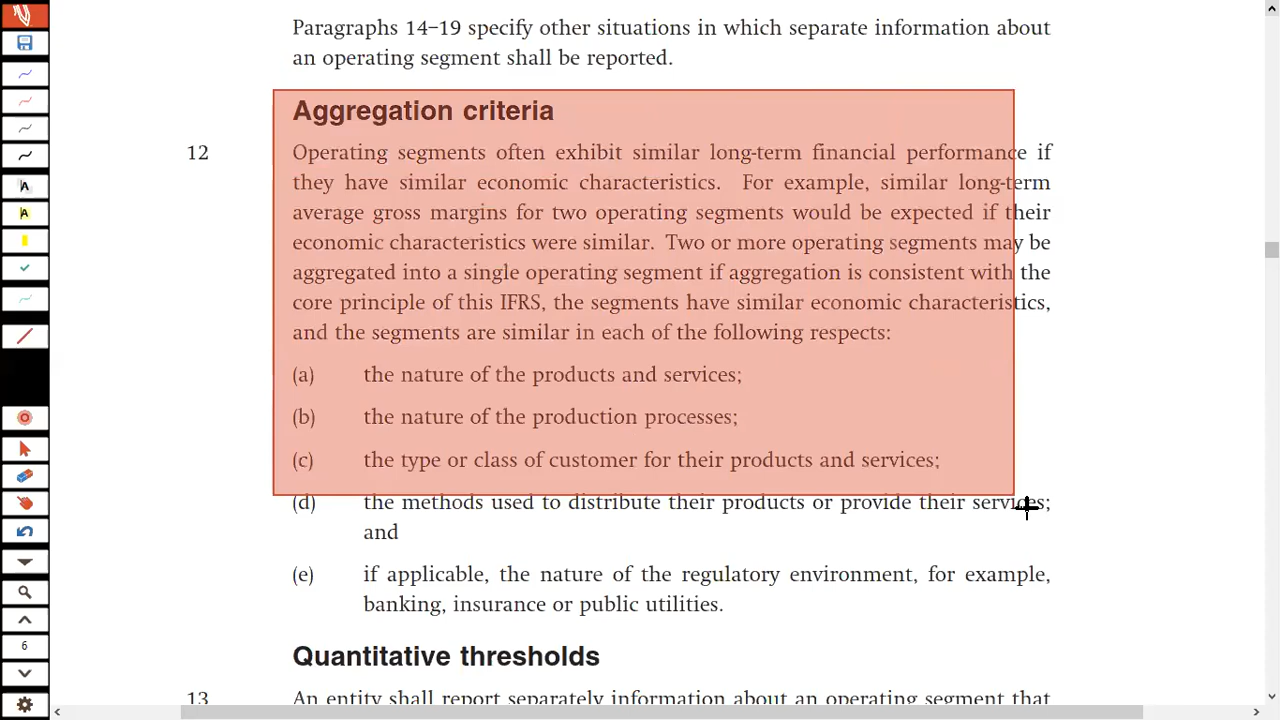 Paragraphs 14–19 specify other situations in which separate information about
an operating segment shall be reported.
Aggregation criteria
12 Operating segments often exhibit similar long-term financial performance if
they have similar economic characteristics. For example, similar long-term
average gross margins for two operating segments would be expected if their
economic characteristics were similar. Two or more operating segments may be
aggregated into a single operating segment if aggregation is consistent with the
core principle of this IFRS, the segments have similar economic characteristics,
and the segments are similar in each of the following respects:
(a) the nature of the products and services;
(b) the nature of the production processes;
(c) the type or class of customer for their products and services;
(d) the methods used to distribute their products or provide their services;
and
(e) if applicable, the nature of the regulatory environment, for example,
banking, insurance or public utilities.
Quantitative thresholds
13 An entity shall report separately information about an operating segment that
A
A
6